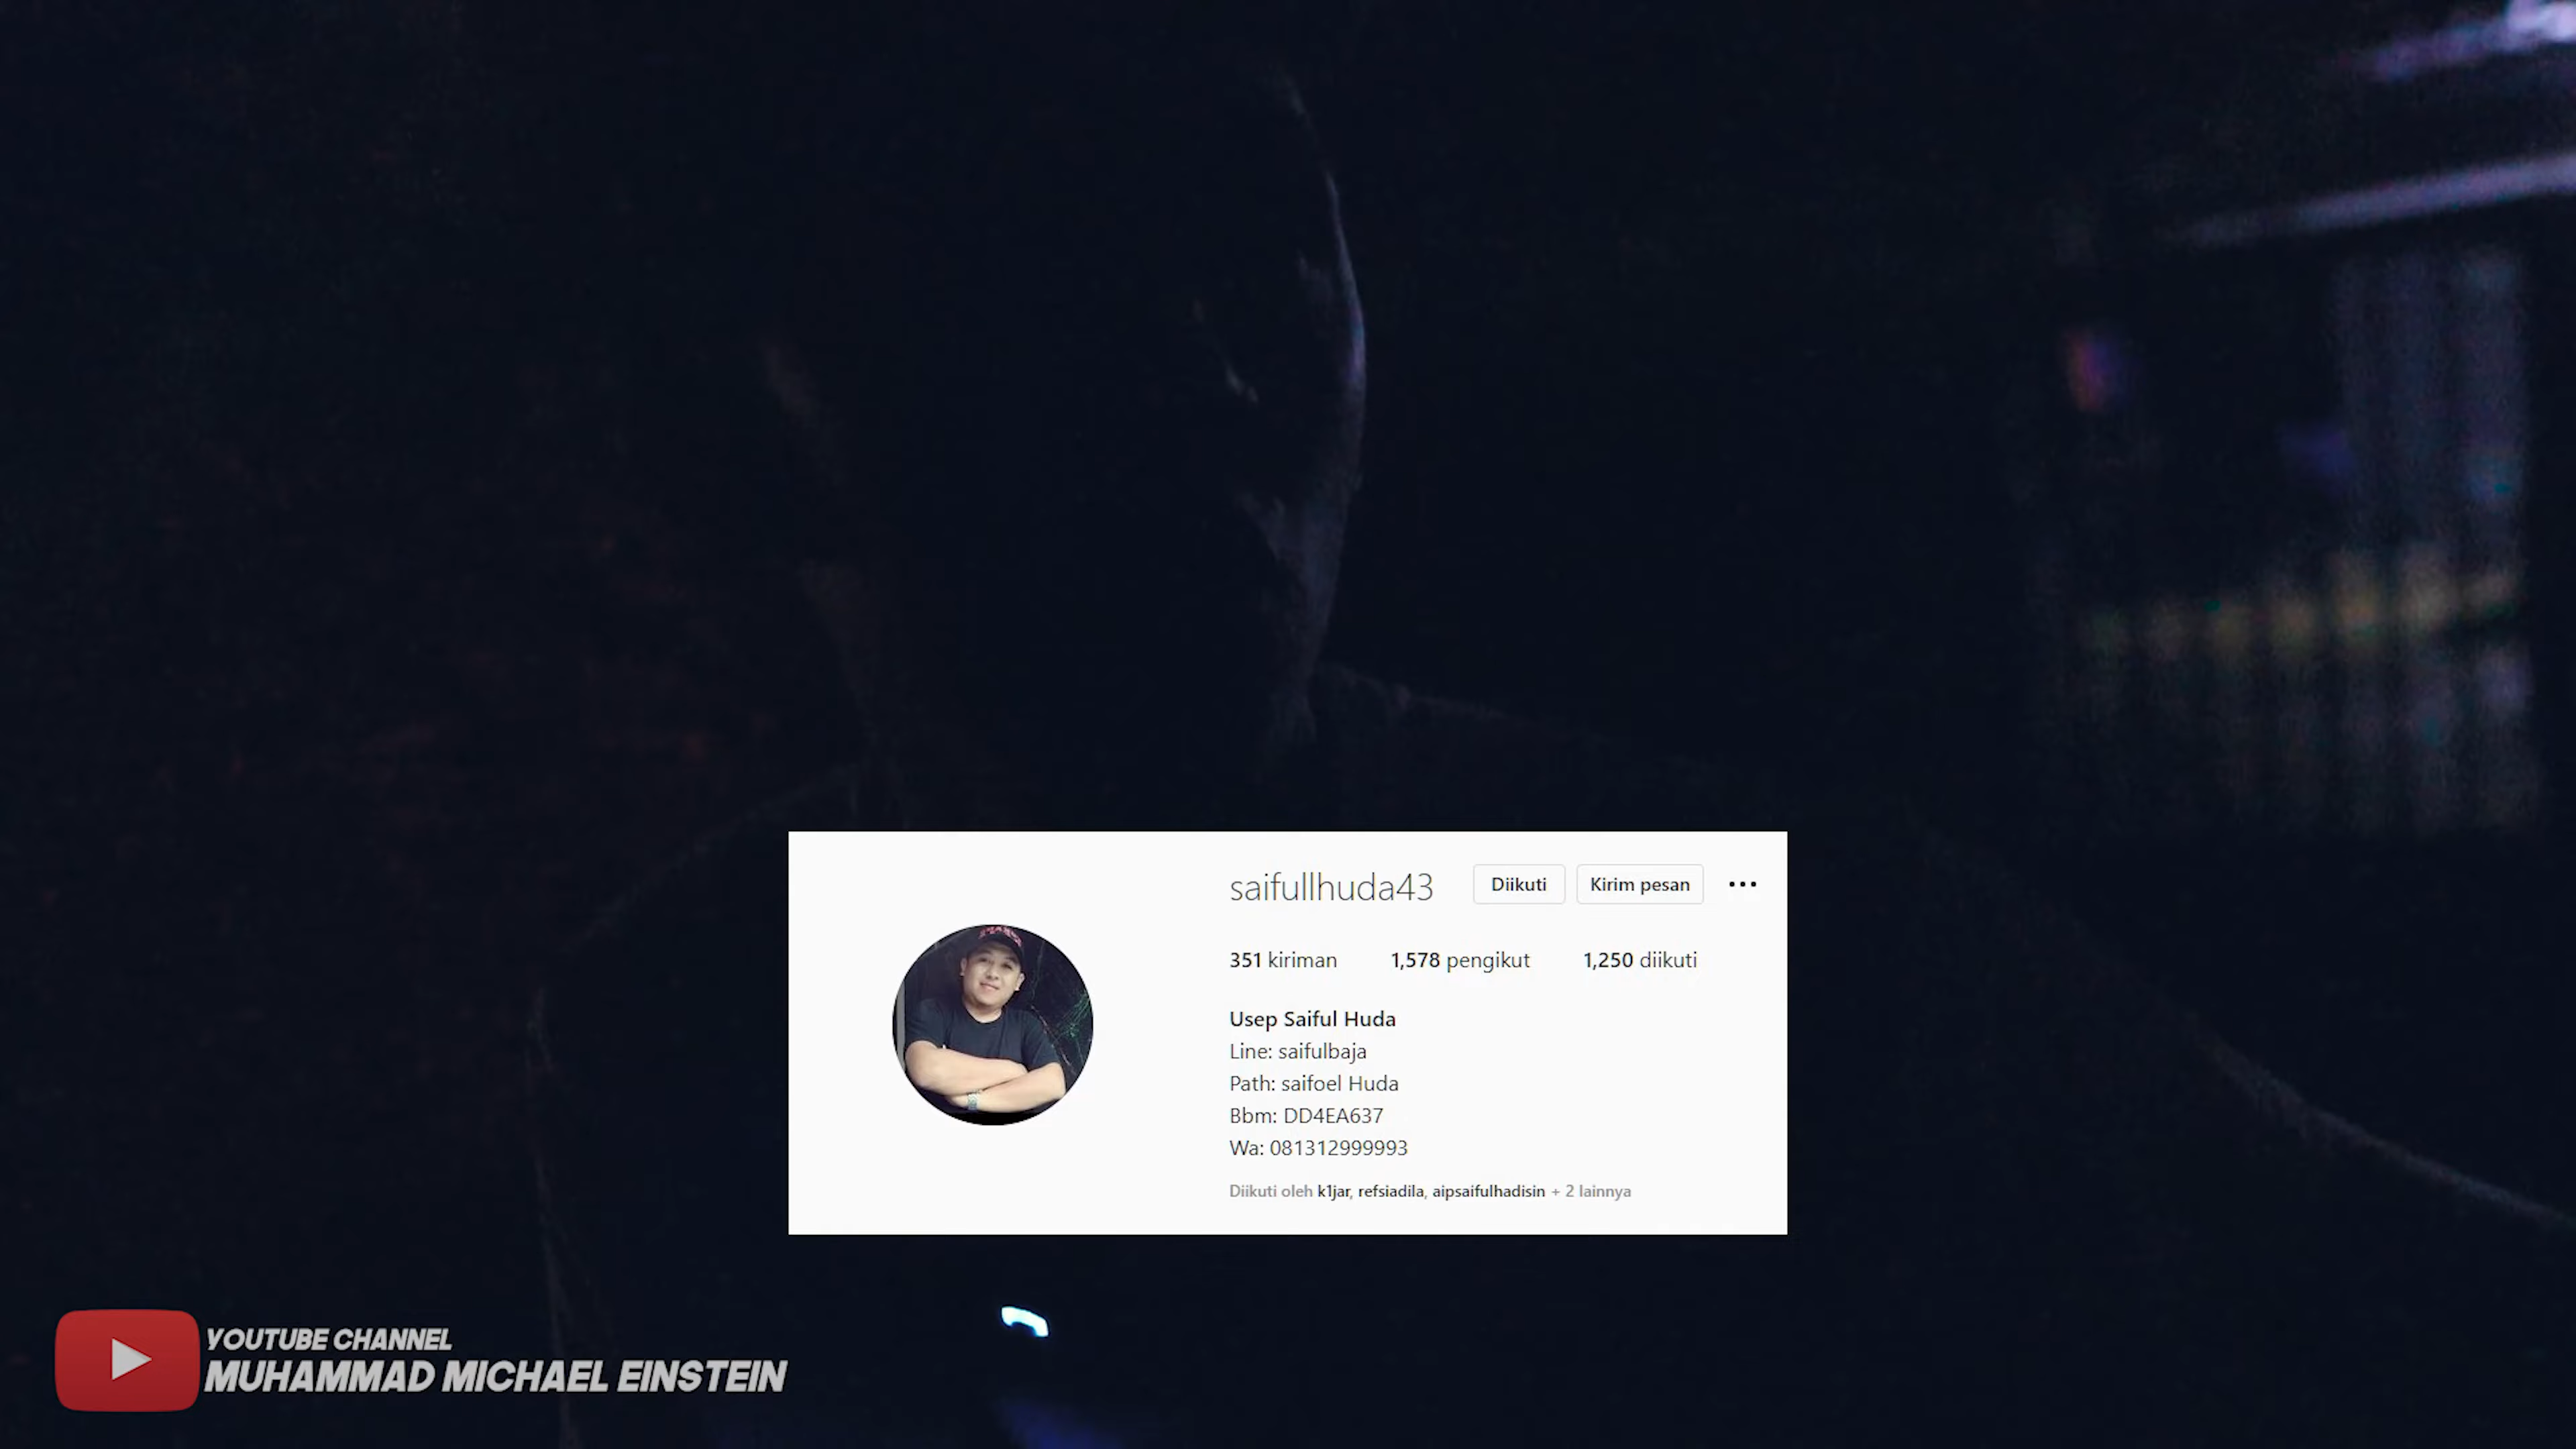 saifullhuda43 Diikuti Kirim pesan
351 kiriman 1,578 pengikut 1,250 diikuti
Usep Saiful Huda
Line: saifulbaja
Path: saifoel Huda
Bbm: DD4EA637
Wa: 081312999993
Diikuti oleh k1jar, refsiadila, aipsaifulhadisin + 2 lainnya
YOUTUBE CHANNEL
MUHAMMAD MICHAEL EINSTEIN